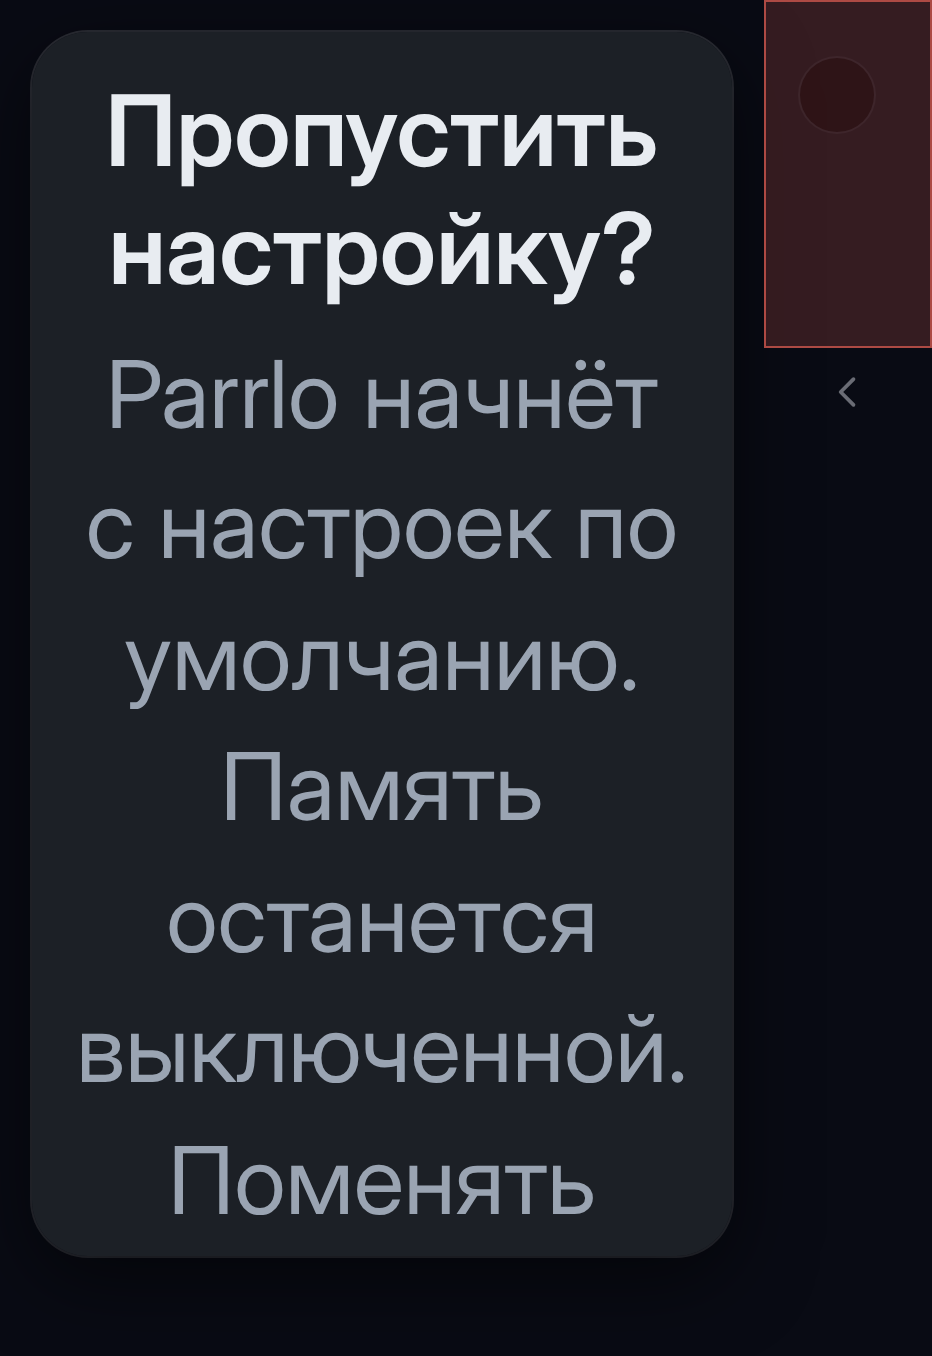 Пропустить
настройку?
Parrlo начнёт
с настроек по
умолчанию.
Память
останется
выключенной.
Поменять